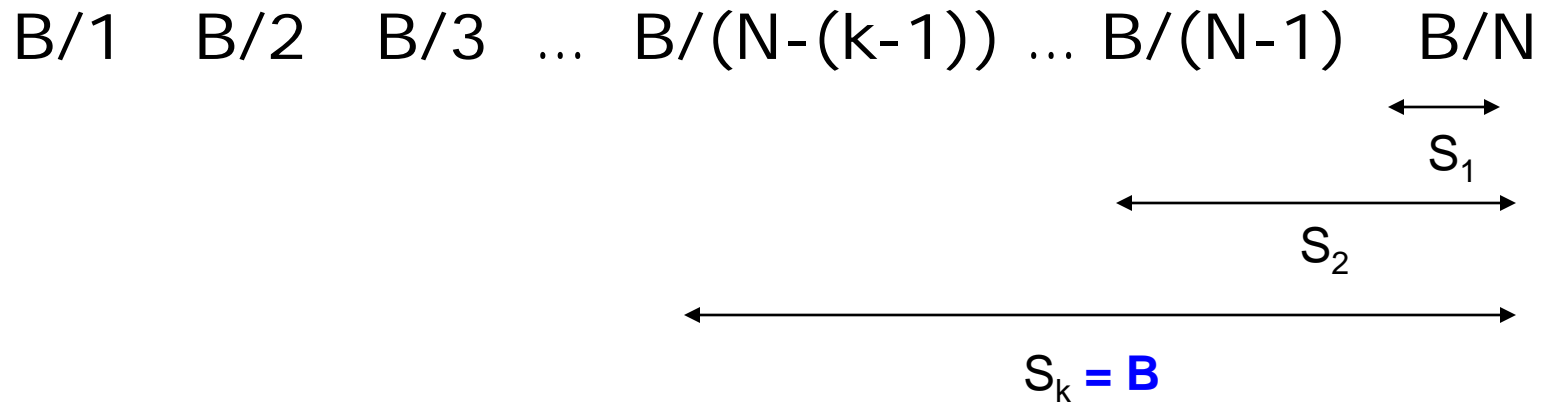 B/1 B/2 B/3 ... B/(N-(k-1)) ... B/(N-1) B/N
S₁
S₂
Sₖ = B